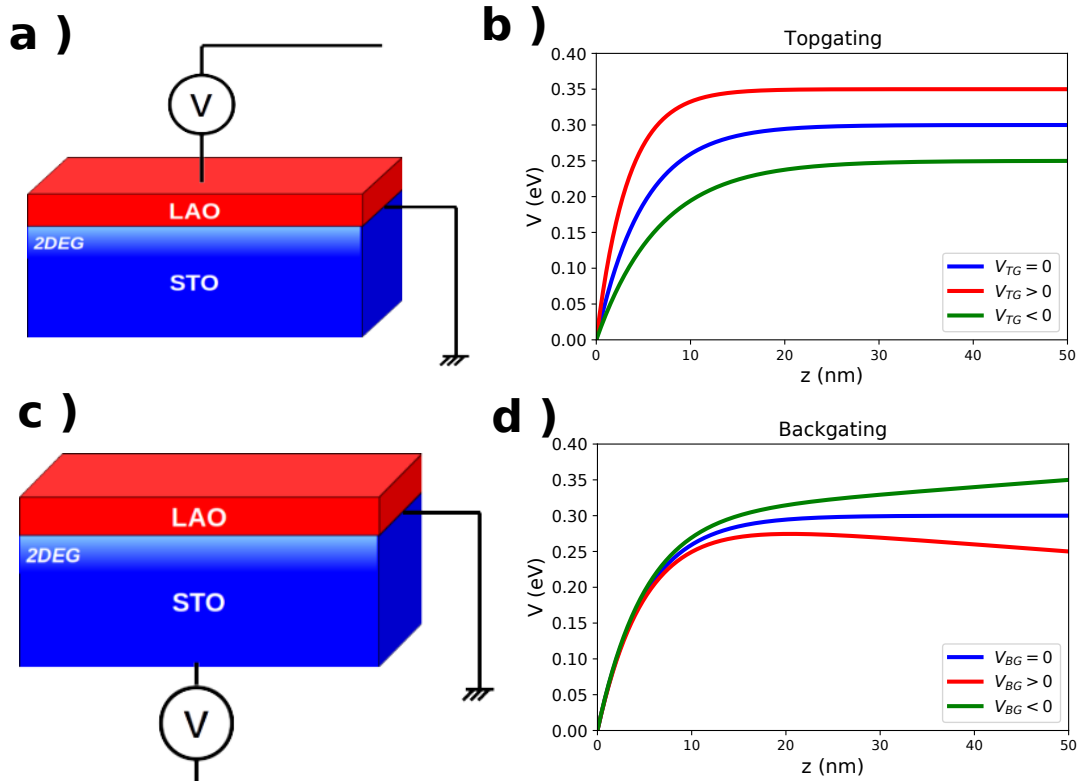 a )
V
LAO
2DEG
STO
b )
Topgating
V (eV)
0.40
0.35
0.30
0.25
0.20
0.15
0.10
0.05
0.00
0 10 20 30 40 50
z (nm)
V_TG = 0
V_TG > 0
V_TG < 0
c )
LAO
2DEG
STO
V
d )
Backgating
V (eV)
0.40
0.35
0.30
0.25
0.20
0.15
0.10
0.05
0.00
0 10 20 30 40 50
z (nm)
V_BG = 0
V_BG > 0
V_BG < 0